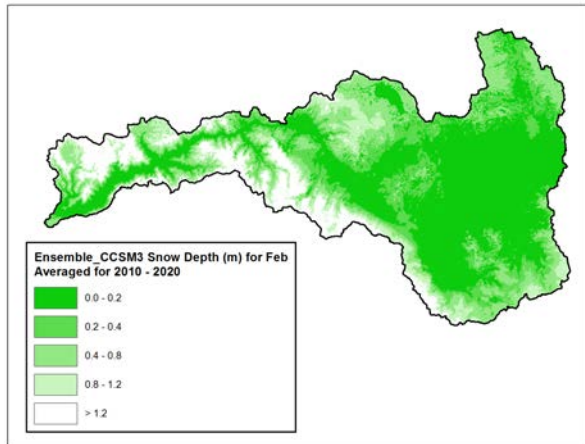 Ensemble_CCSM3 Snow Depth (m) for Feb
Averaged for 2010 - 2020
0.0 - 0.2
0.2 - 0.4
0.4 - 0.8
0.8 - 1.2
> 1.2